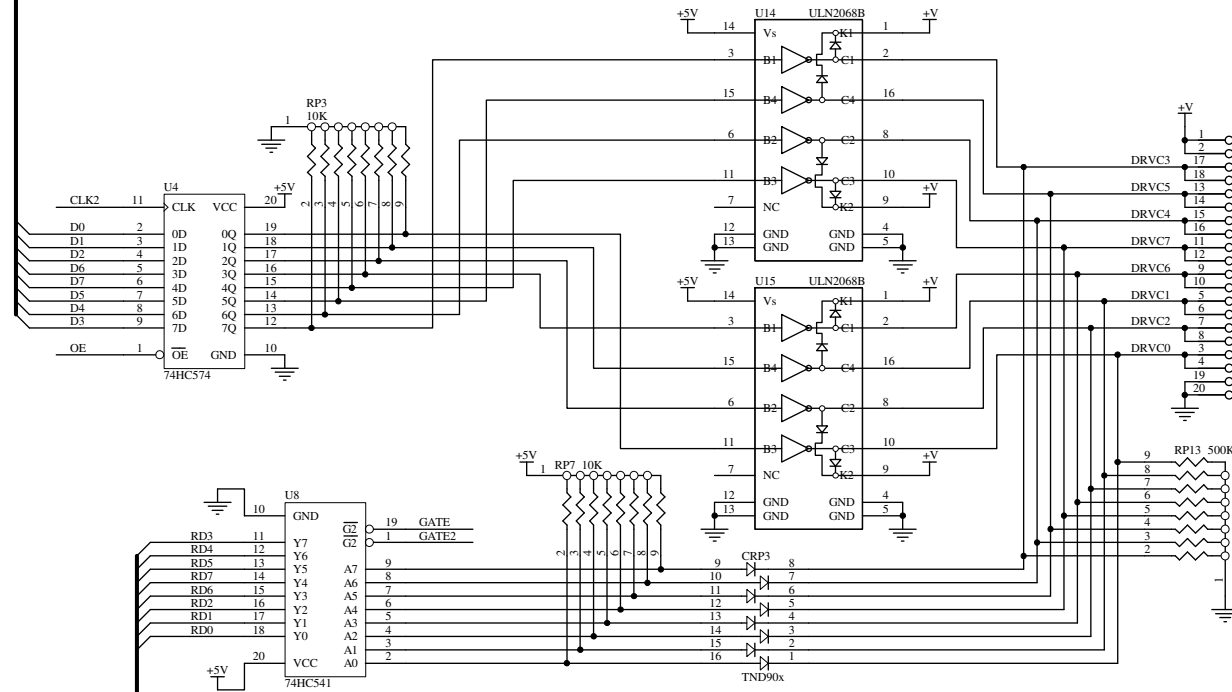 +5V U14 ULN2068B +V
14 Vs K1 1
3 B1 C1 2
15 B4 C4 16
6 B2 C2 8
11 B3 C3 10
7 NC K2 9 +V
12 GND GND 4
13 GND GND 5
+5V U15 ULN2068B +V
14 Vs K1 1
3 B1 C1 2
15 B4 C4 16
6 B2 C2 8
11 B3 C3 10
7 NC K2 9 +V
12 GND GND 4
13 GND GND 5
RP3
10K
1
2 3 4 5 6 7 8 9
U4 +5V
CLK2 11 CLK VCC 20
D0 2 0D 0Q 19
D1 3 1D 1Q 18
D2 4 2D 2Q 17
D6 5 3D 3Q 16
D7 6 4D 4Q 15
D5 7 5D 5Q 14
D4 8 6D 6Q 13
D3 9 7D 7Q 12
OE 1 OE GND 10
74HC574
+V
1
2
DRVC3 17
18
DRVC5 13
14
DRVC4 15
16
DRVC7 11
12
DRVC6 9
10
DRVC1 5
6
DRVC2 7
8
DRVC0 3
4
19
20
RP13 500K
9
8
7
6
5
4
3
2
1
+5V 1 RP7 10K
2 3 4 5 6 7 8 9
U8
10 GND G2 19 GATE
G2 1 GATE2
RD3 11 Y7
RD4 12 Y6
RD5 13 Y5 A7 9
RD7 14 Y4 A6 8
RD6 15 Y3 A5 7
RD2 16 Y2 A4 6
RD1 17 Y1 A3 5
RD0 18 Y0 A2 4
A1 3
+5V 20 VCC A0 2
74HC541
CRP3
9 8
10 7
11 6
12 5
13 4
14 3
15 2
16 1
TND90x